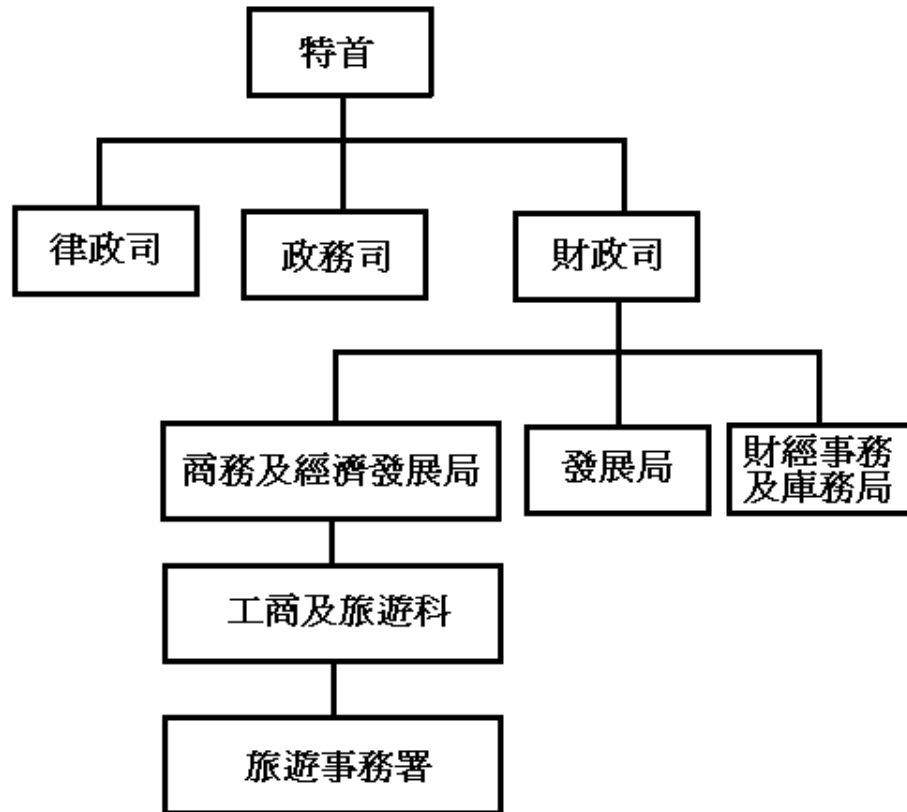 特首
律政司
政務司
財政司
商務及經濟發展局
發展局
財經事務
及庫務局
工商及旅遊科
旅遊事務署